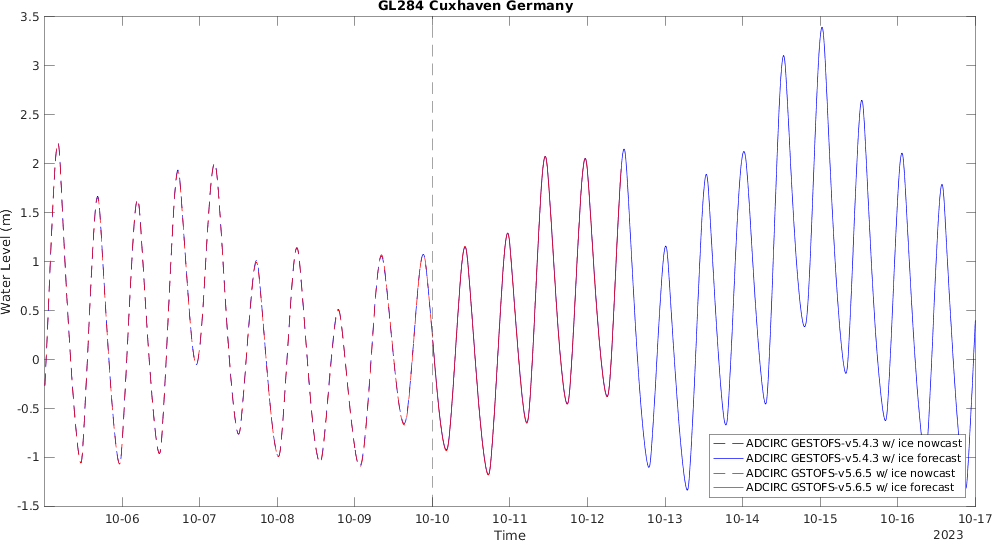 GL284 Cuxhaven Germany
3.5
3
2.5
2
1.5
1
0.5
0
-0.5
-1
-1.5
Water Level (m)
ADCIRC GESTOFS-v5.4.3 w/ ice nowcast
ADCIRC GESTOFS-v5.4.3 w/ ice forecast
ADCIRC GSTOFS-v5.6.5 w/ ice nowcast
ADCIRC GSTOFS-v5.6.5 w/ ice forecast
10-06 10-07 10-08 10-09 10-10 10-11 10-12 10-13 10-14 10-15 10-16 10-17
Time
2023